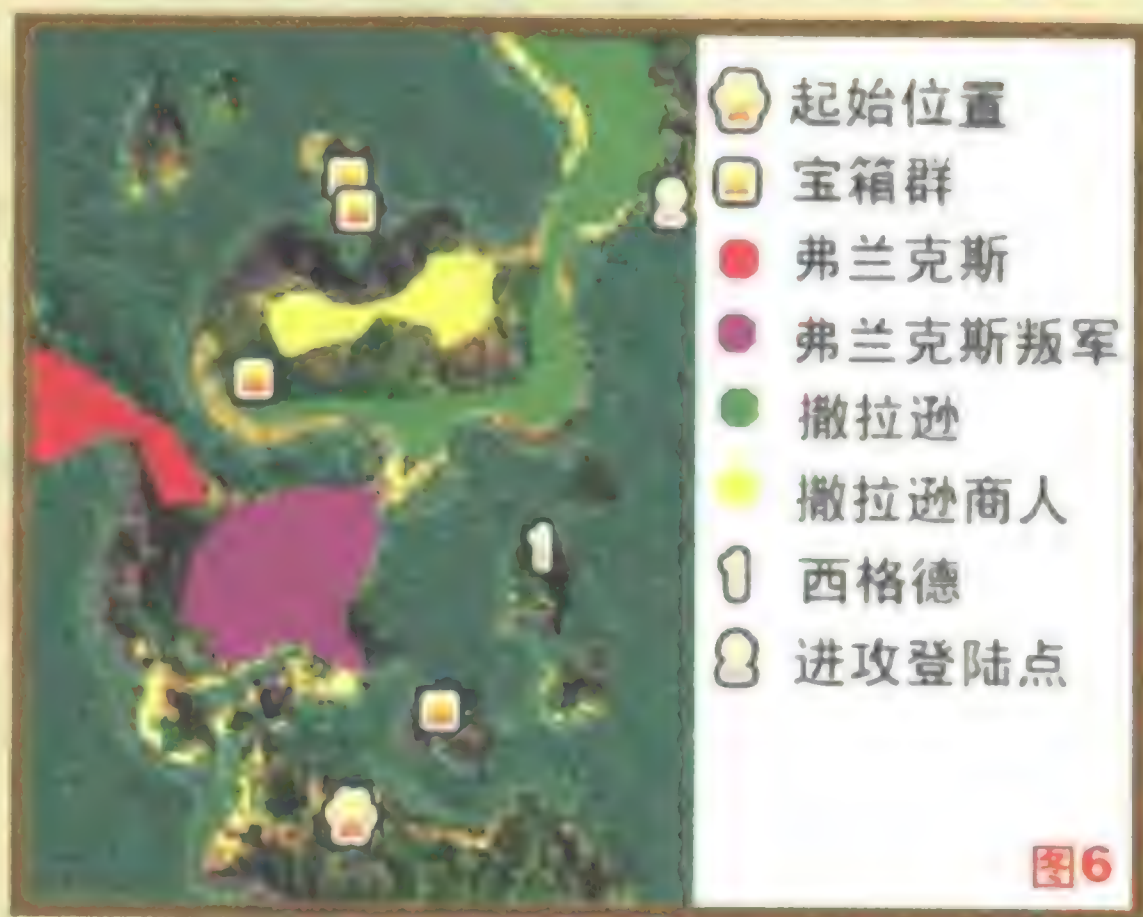 起始位置
宝箱群
弗兰克斯
弗兰克斯叛军
撒拉逊
撒拉逊商人
西格德
进攻登陆点
图6